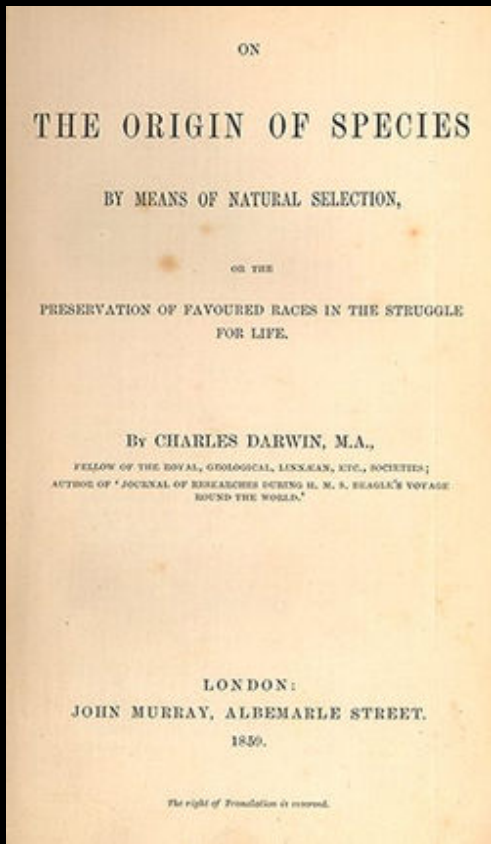 ON
THE ORIGIN OF SPECIES
BY MEANS OF NATURAL SELECTION,
OR THE
PRESERVATION OF FAVOURED RACES IN THE STRUGGLE
FOR LIFE.
By CHARLES DARWIN, M.A.,
FELLOW OF THE ROYAL, GEOLOGICAL, LINNÆAN, ETC., SOCIETIES;
AUTHOR OF ‘JOURNAL OF RESEARCHES DURING H. M. S. BEAGLE’S VOYAGE
ROUND THE WORLD.’
LONDON:
JOHN MURRAY, ALBEMARLE STREET.
1859.
The right of Translation is reserved.